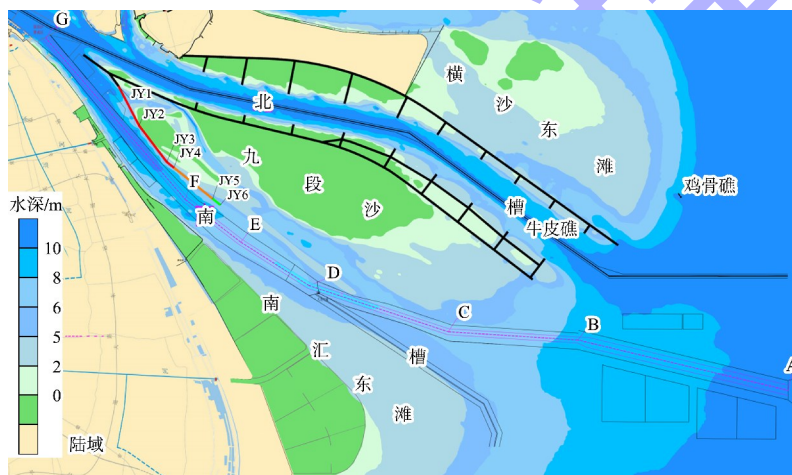 G
JY1
JY2
JY3
JY4
JY5
JY6
F
E
D
C
B
A
北
槽
横
沙
东
滩
九
段
沙
鸡骨礁
牛皮礁
南
槽
南
汇
东
滩
水深/m
10
8
6
5
2
0
陆域